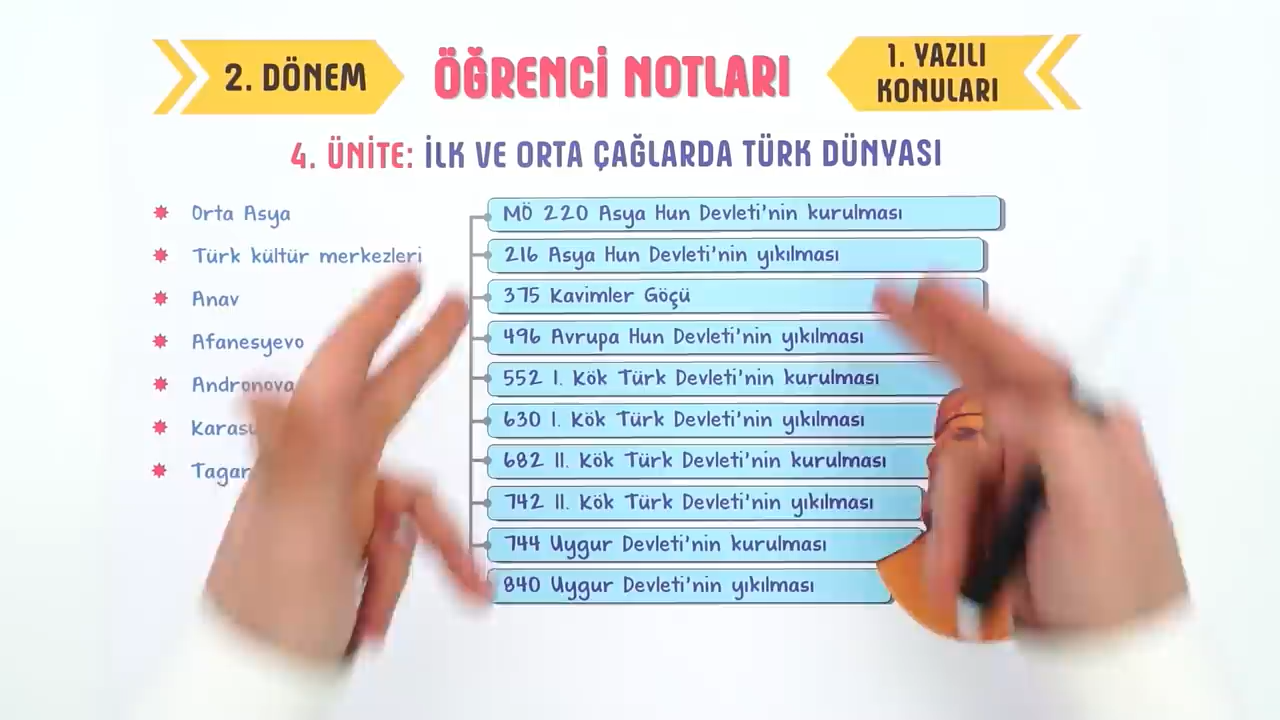 2. DÖNEM
ÖĞRENCİ NOTLARI
1. YAZILI
KONULARI
4. ÜNİTE: İLK VE ORTA ÇAĞLARDA TÜRK DÜNYASI
Orta Asya
Türk kültür merkezleri
Anav
Afanesyevo
Andronova
MÖ 220 Asya Hun Devleti'nin kurulması
216 Asya Hun Devleti'nin yıkılması
375 Kavimler Göçü
496 Avrupa Hun Devleti'nin yıkılması
552 I. Kök Türk Devleti'nin kurulması
630 I. Kök Türk Devleti'nin yıkılması
682 II. Kök Türk Devleti'nin kurulması
742 II. Kök Türk Devleti'nin yıkılması
744 Uygur Devleti'nin kurulması
840 Uygur Devleti'nin yıkılması